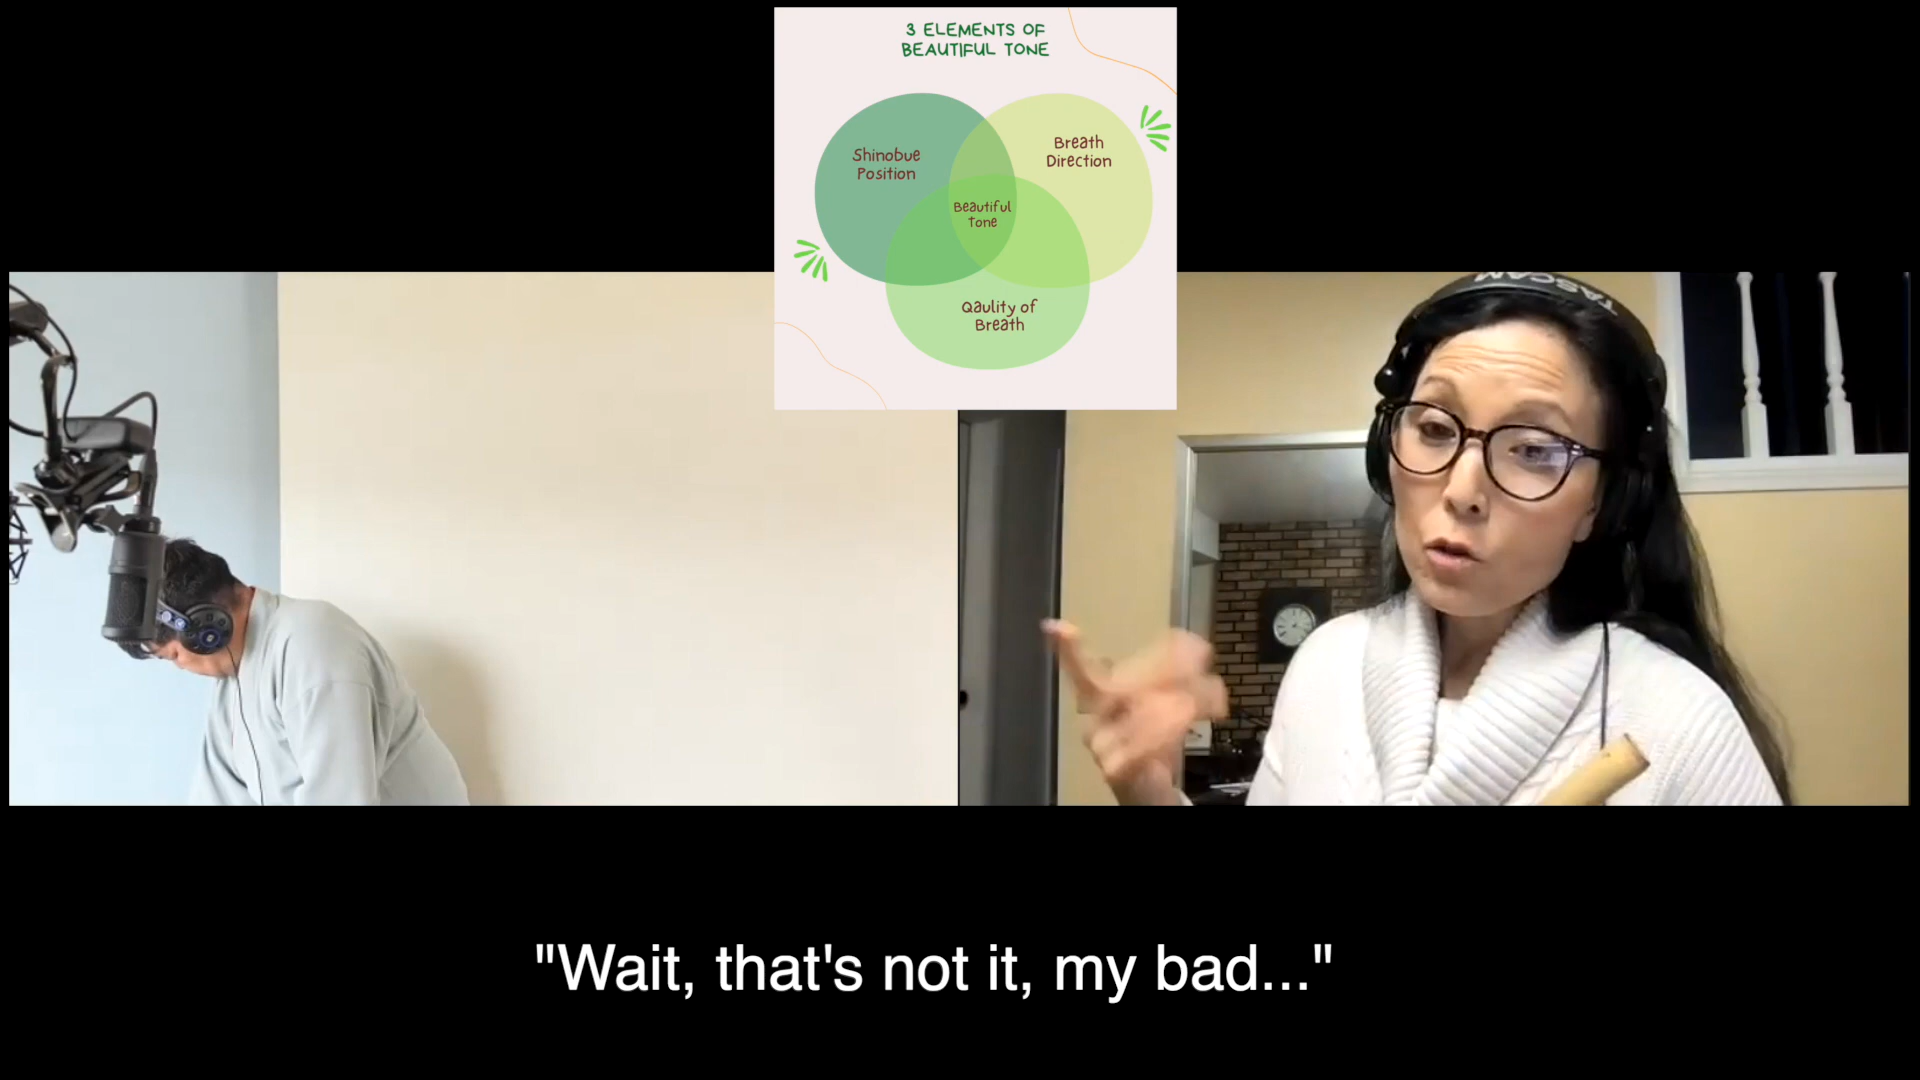 3 ELEMENTS OF
BEAUTIFUL TONE
Shinobue
Position
Breath
Direction
Beautiful
Tone
Qaulity of
Breath
TASCAM
"Wait, that's not it, my bad..."